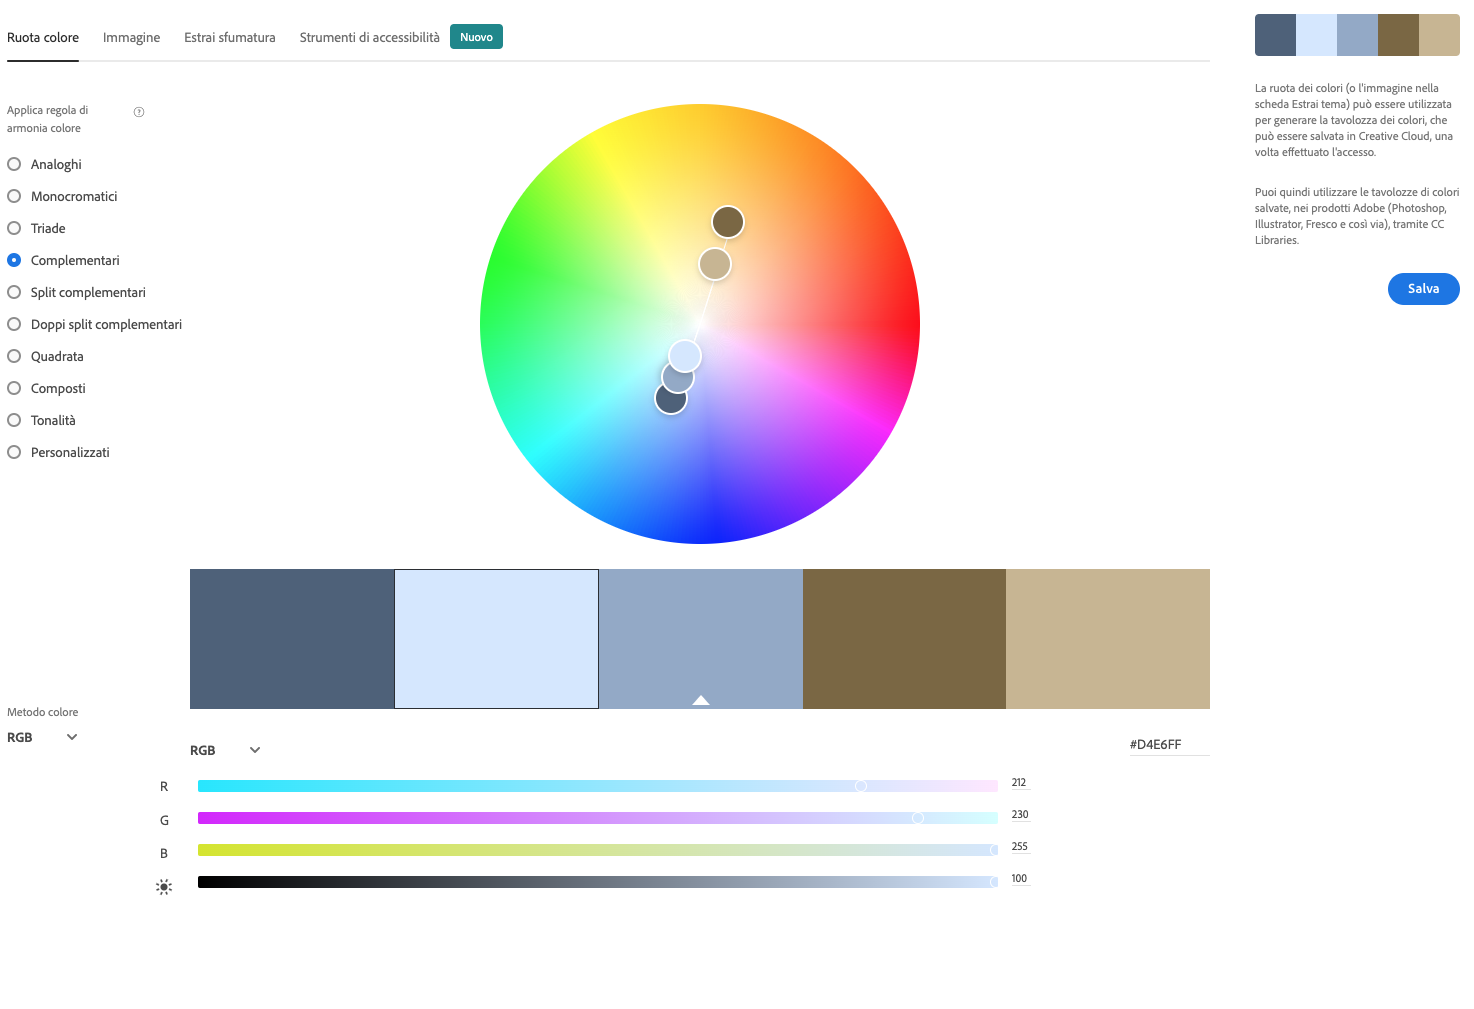 Ruota colore
Immagine
Estrai sfumatura
Strumenti di accessibilità
Nuovo
Applica regola di
armonia colore
?
Analoghi
Monocromatici
Triade
Complementari
Split complementari
Doppi split complementari
Quadrata
Composti
Tonalità
Personalizzati
La ruota dei colori (o l'immagine nella
scheda Estrai tema) può essere utilizzata
per generare la tavolozza dei colori, che
può essere salvata in Creative Cloud, una
volta effettuato l'accesso.
Puoi quindi utilizzare le tavolozze di colori
salvate, nei prodotti Adobe (Photoshop,
Illustrator, Fresco e così via), tramite CC
Libraries.
Salva
Metodo colore
RGB
RGB
#D4E6FF
R
212
G
230
B
255
100